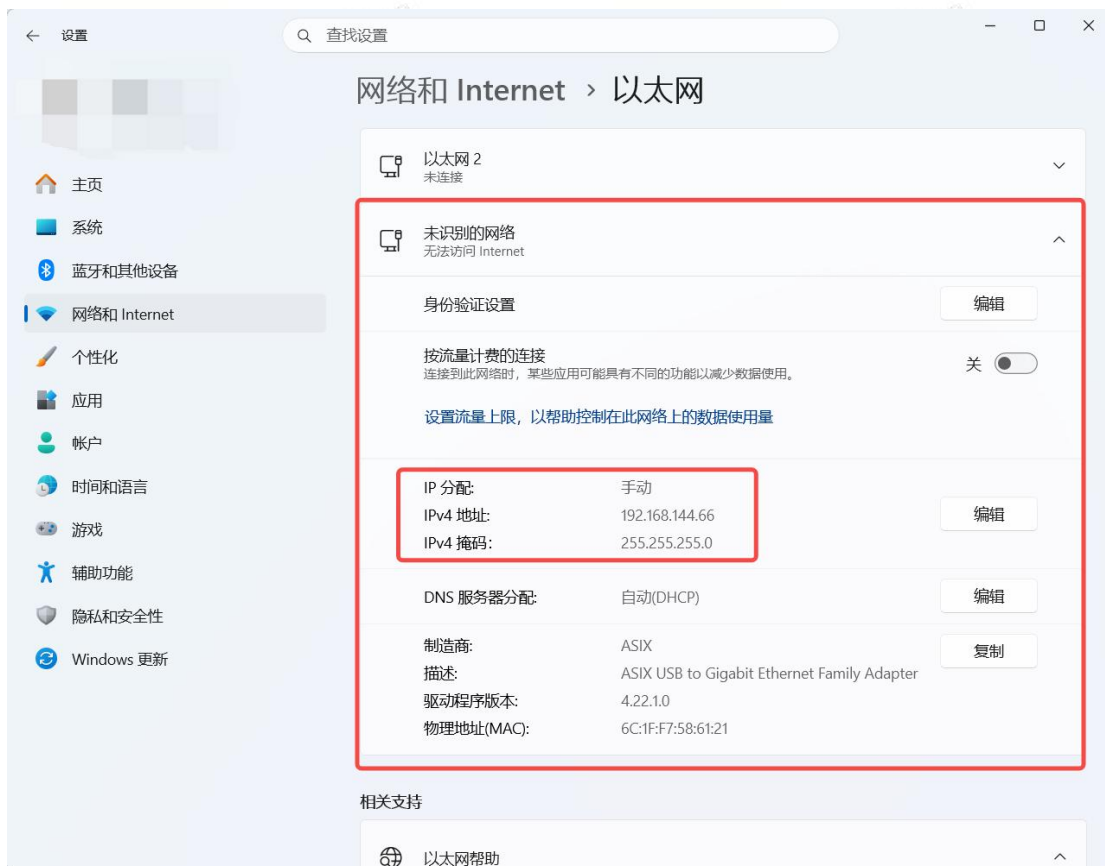 设置
查找设置
主页
系统
蓝牙和其他设备
网络和 Internet
个性化
应用
帐户
时间和语言
游戏
辅助功能
隐私和安全性
Windows 更新
网络和 Internet › 以太网
以太网 2
未连接
未识别的网络
无法访问 Internet
身份验证设置 编辑
按流量计费的连接 关
连接到此网络时，某些应用可能具有不同的功能以减少数据使用。
设置流量上限，以帮助控制在此网络上的数据使用量
IP 分配: 手动
IPv4 地址: 192.168.144.66 编辑
IPv4 掩码: 255.255.255.0
DNS 服务器分配: 自动(DHCP) 编辑
制造商: ASIX 复制
描述: ASIX USB to Gigabit Ethernet Family Adapter
驱动程序版本: 4.22.1.0
物理地址(MAC): 6C:1F:F7:58:61:21
相关支持
以太网帮助